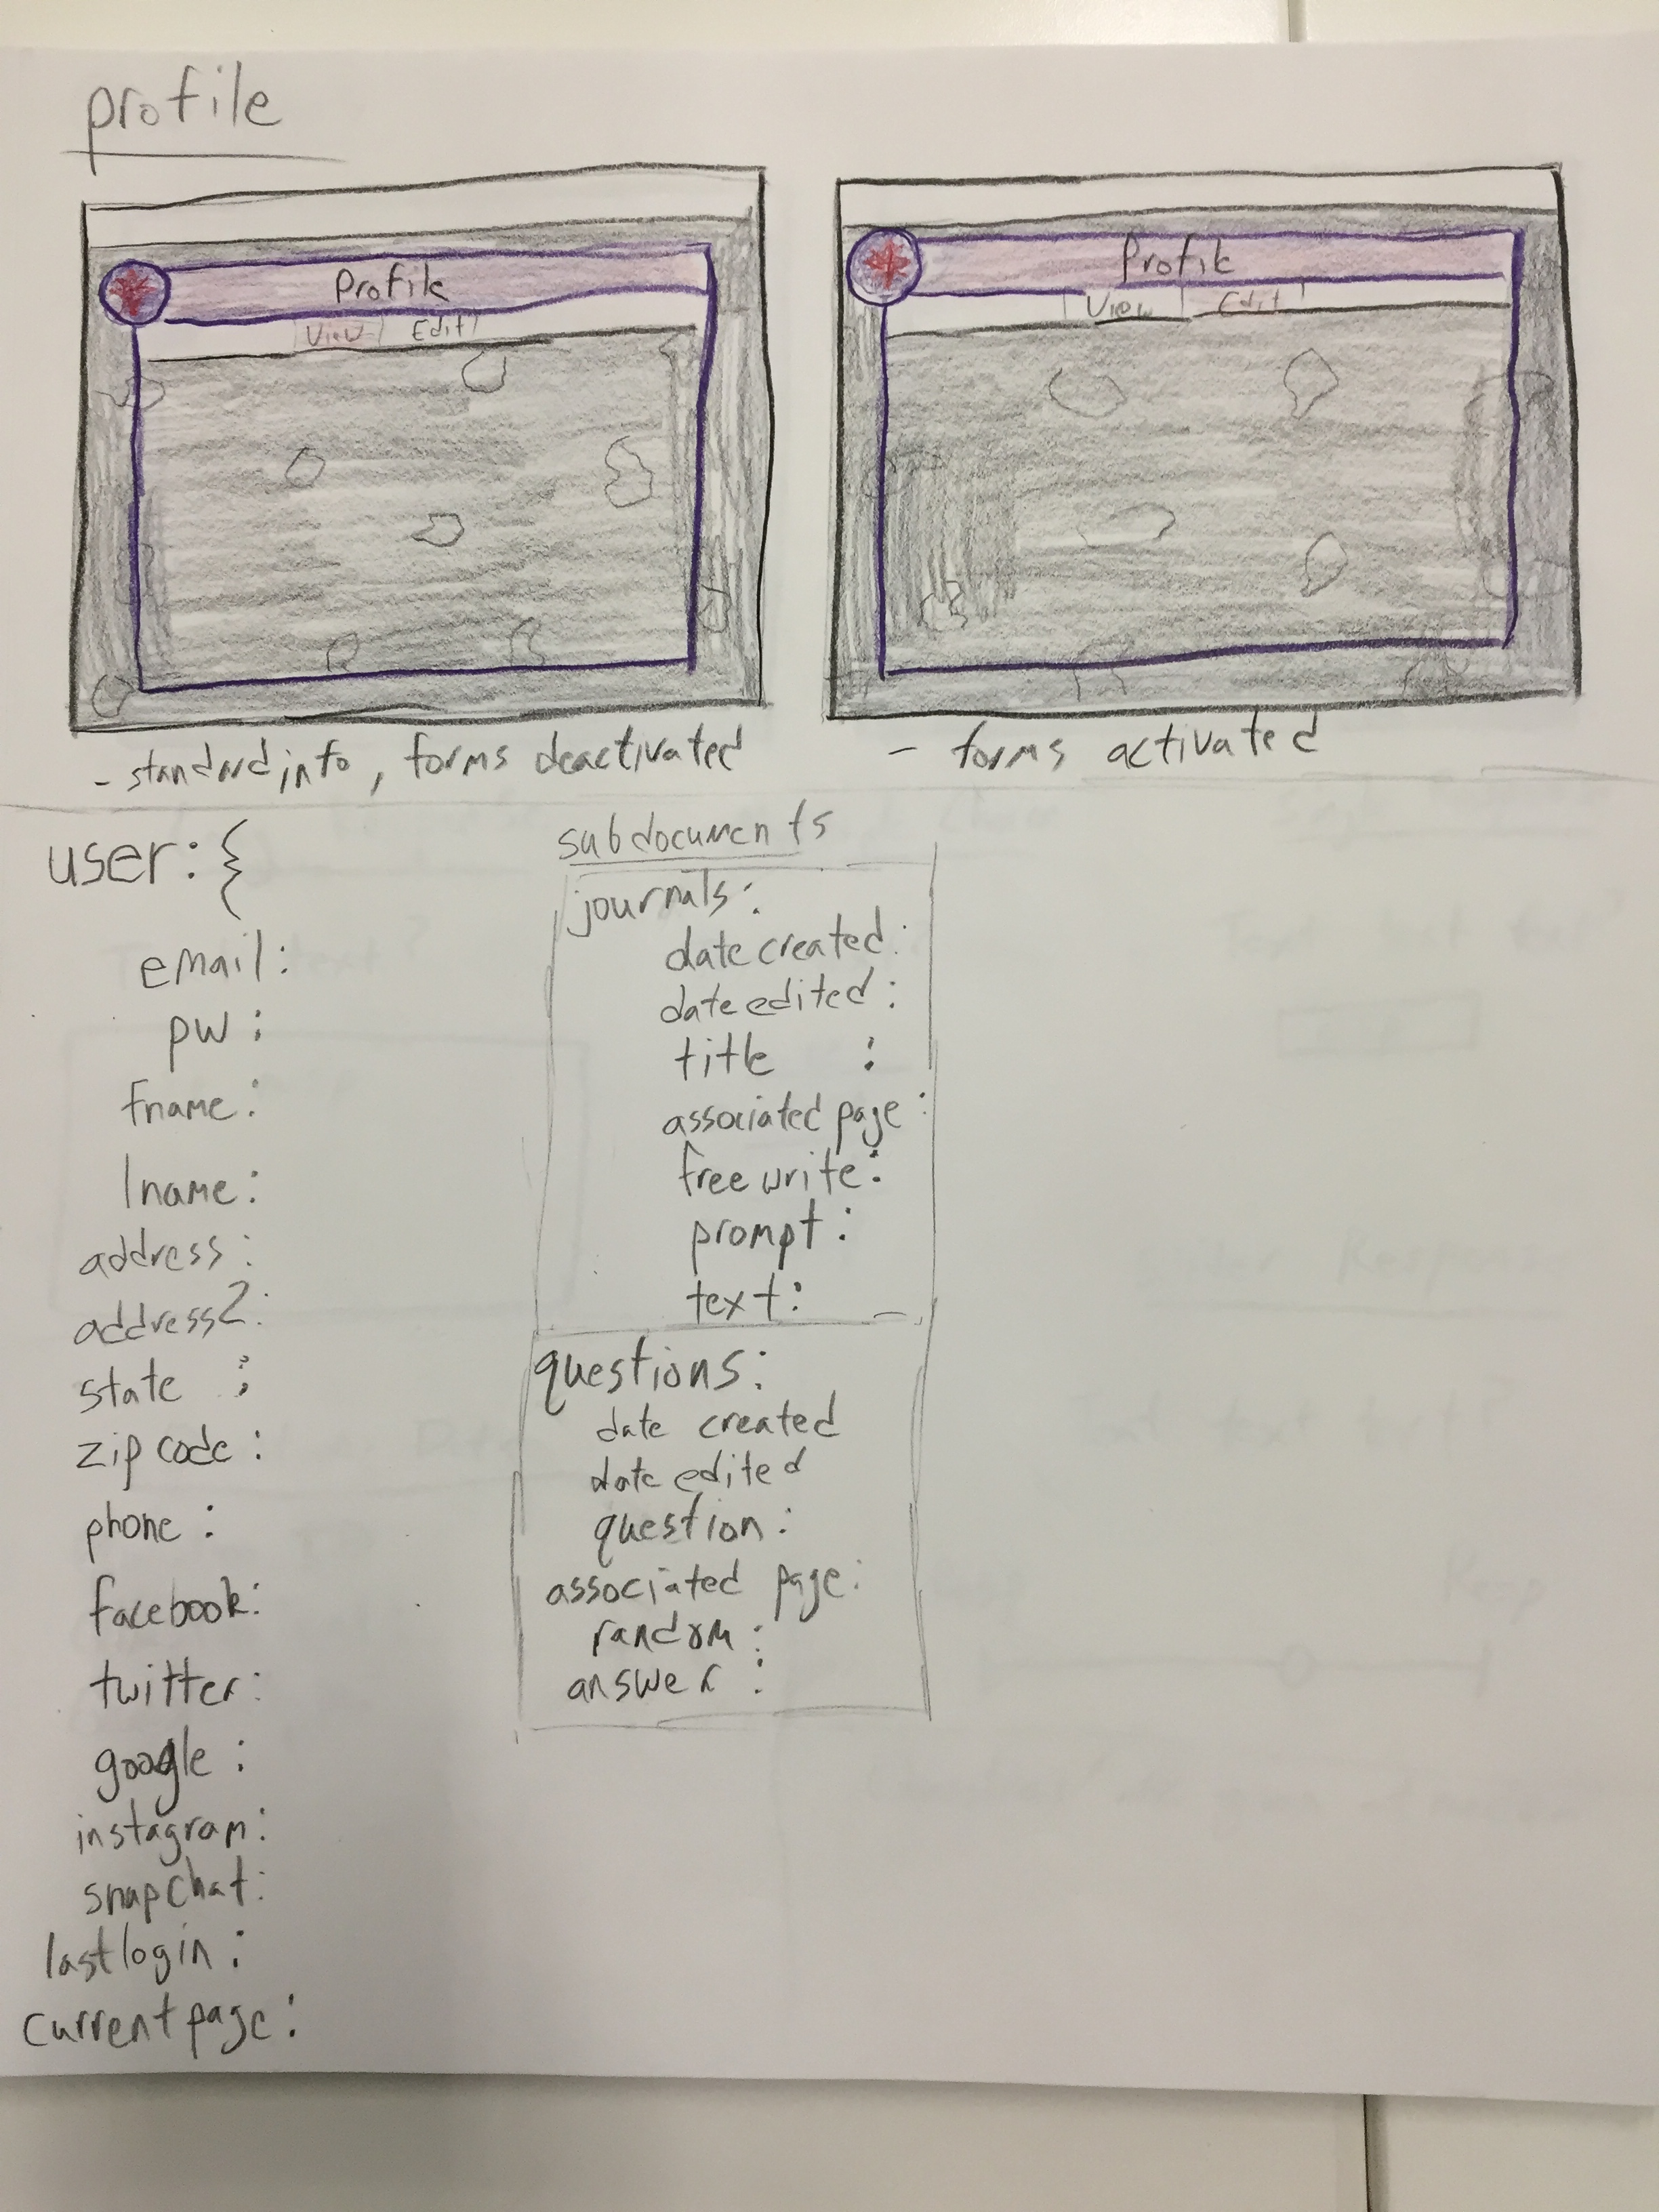 profile
Profile
View Edit
Profile
View Edit
- standard info, forms deactivated
- forms activated
user: {
email:
pw :
fname:
lname:
address:
address2:
state :
zip code:
phone :
facebook:
twitter:
google :
instagram:
snapchat:
lastlogin :
currentpage:
subdocuments
journals:
date created:
date edited:
title :
associated page:
free write:
prompt:
text:
questions:
date created
date edited
question:
associated page:
random :
answer :